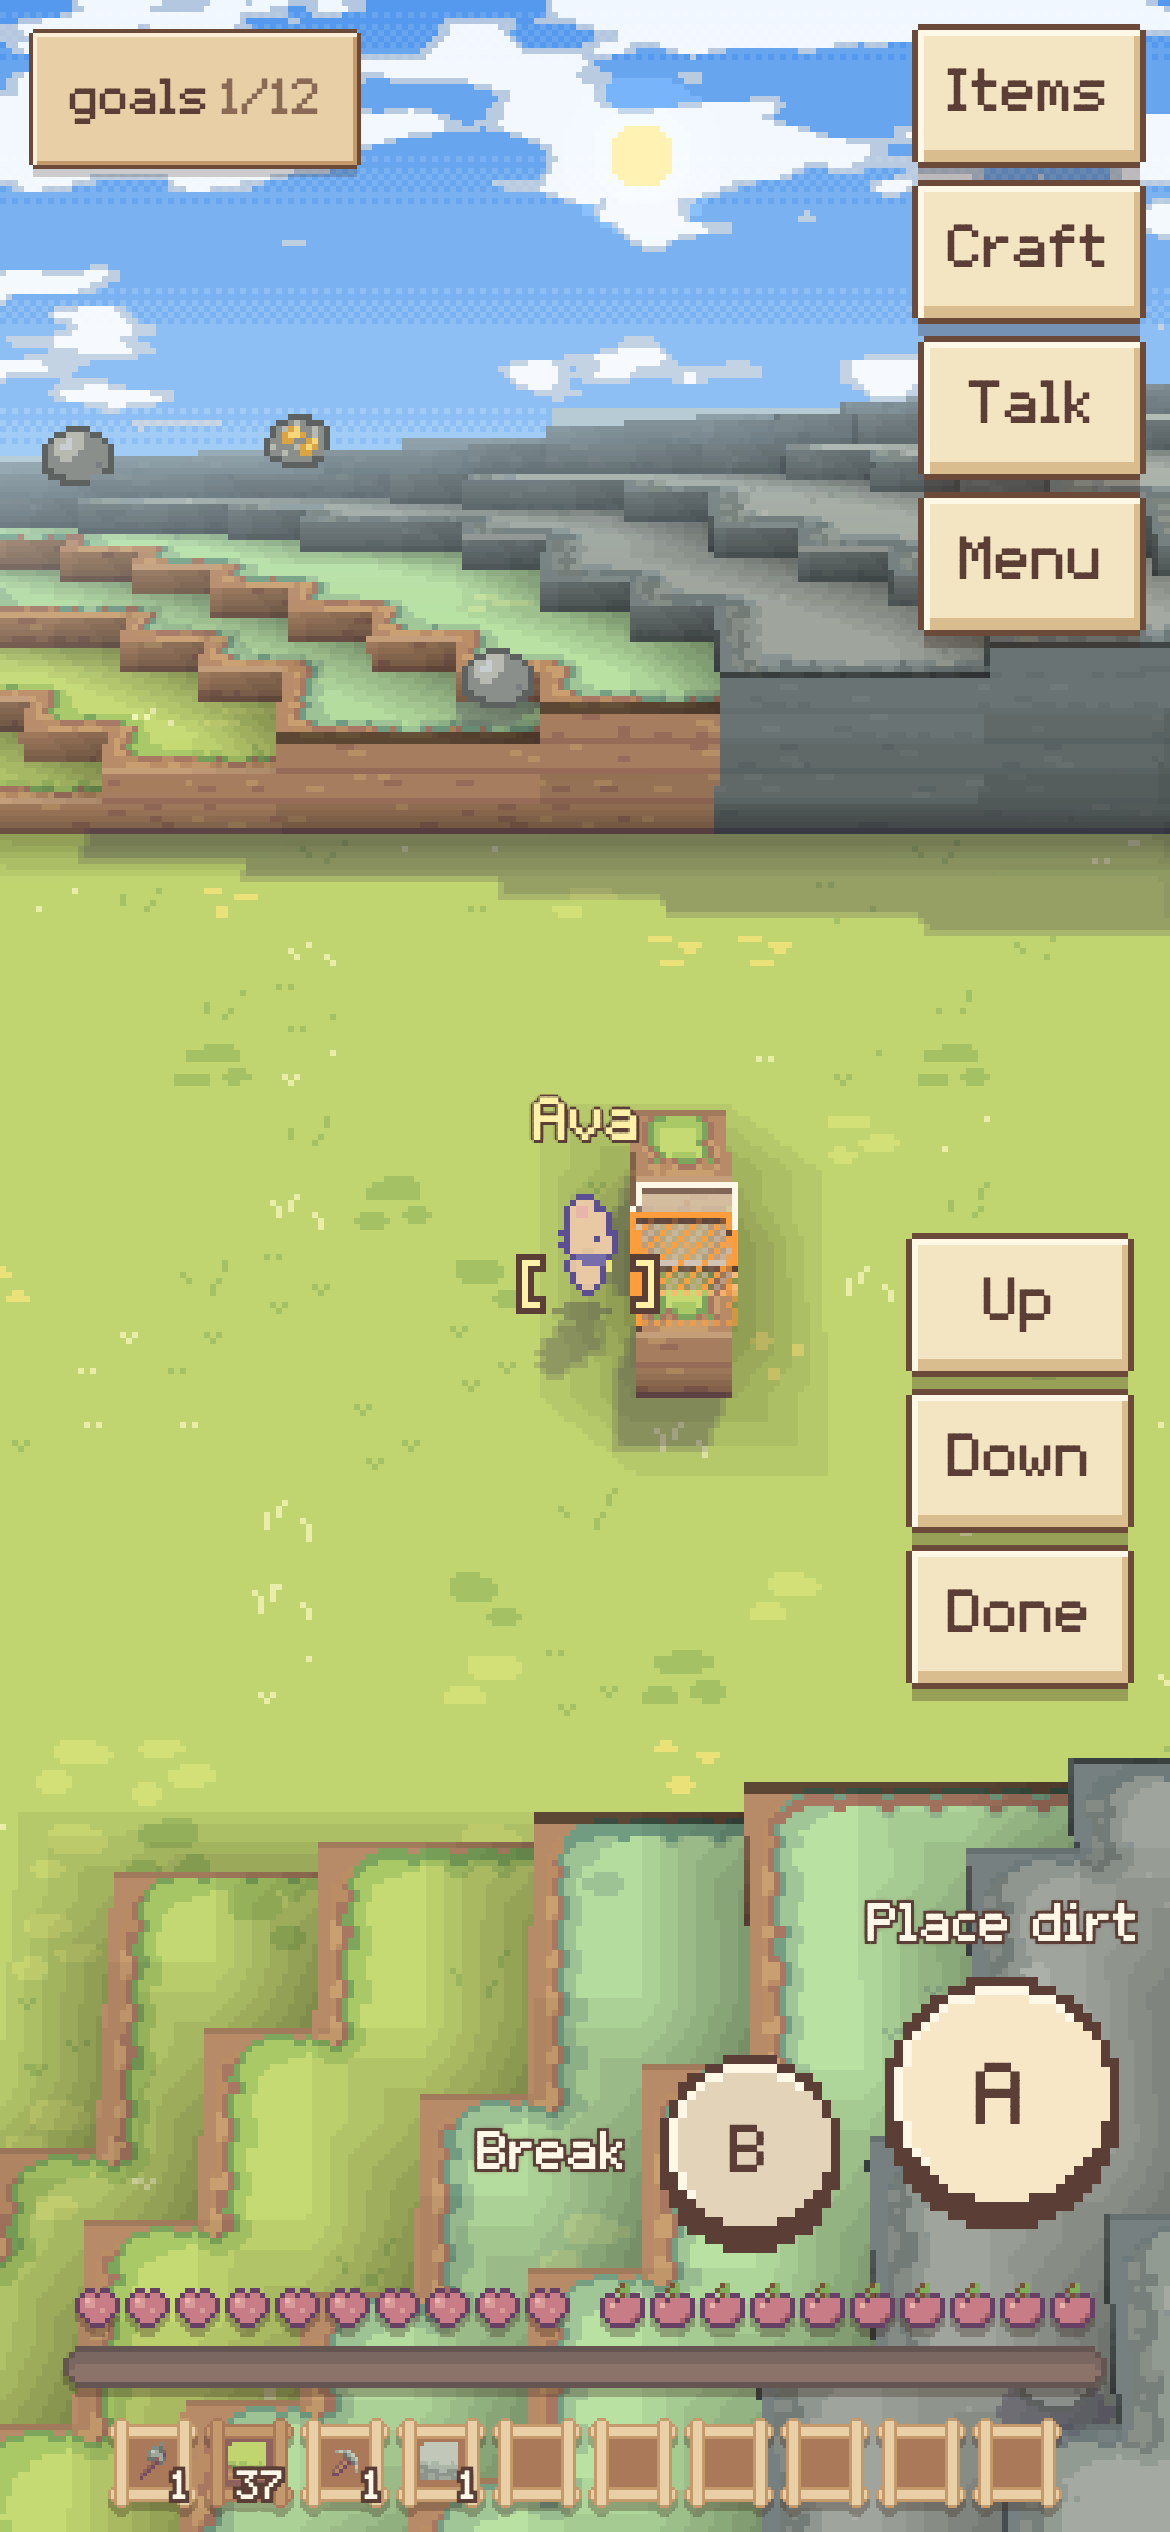 goals 1/12
Items
Craft
Talk
Menu
Ava
Up
Down
Done
Place dirt
A
Break
B
1
37
1
1